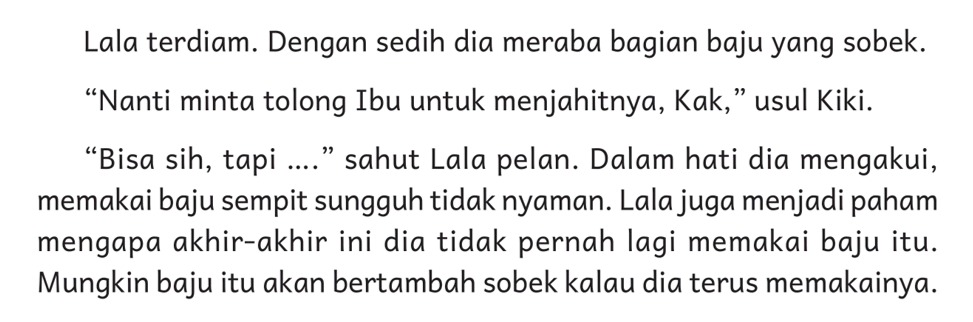 Lala terdiam. Dengan sedih dia meraba bagian baju yang sobek.
“Nanti minta tolong Ibu untuk menjahitnya, Kak,” usul Kiki.
“Bisa sih, tapi ....” sahut Lala pelan. Dalam hati dia mengakui,
memakai baju sempit sungguh tidak nyaman. Lala juga menjadi paham
mengapa akhir-akhir ini dia tidak pernah lagi memakai baju itu.
Mungkin baju itu akan bertambah sobek kalau dia terus memakainya.